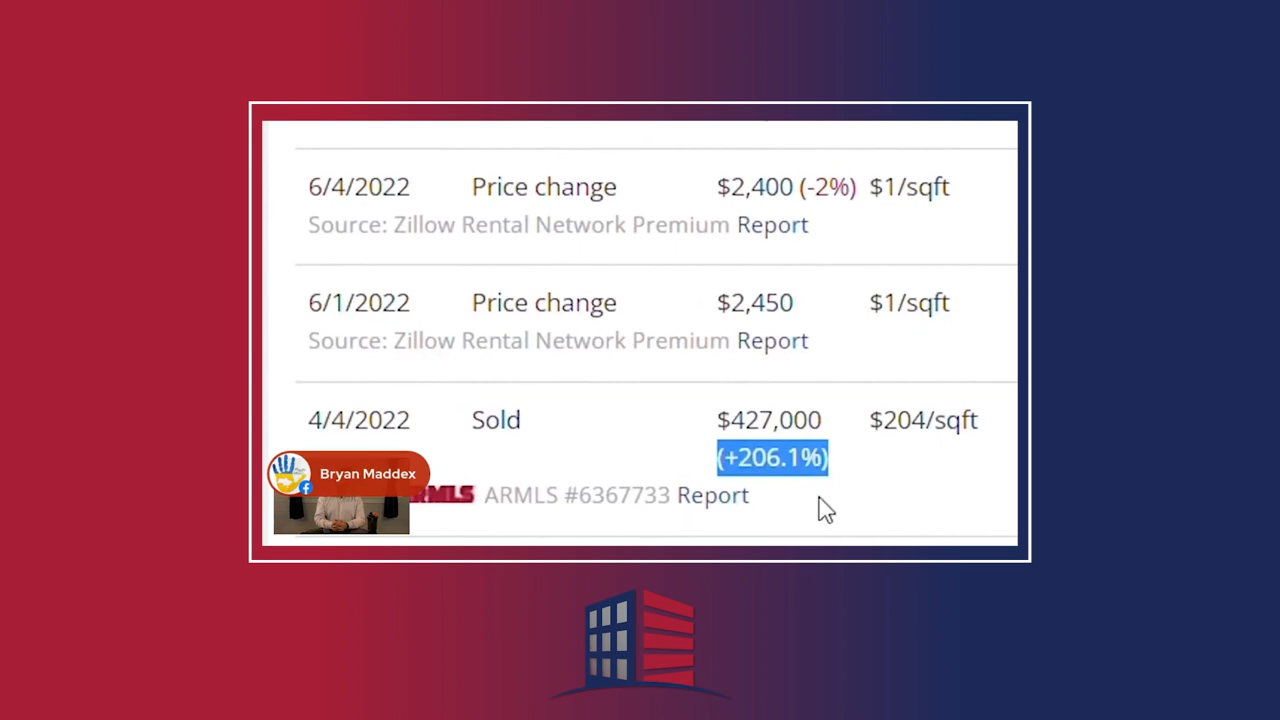 6/4/2022 Price change $2,400 (-2%) $1/sqft
Source: Zillow Rental Network Premium Report
6/1/2022 Price change $2,450 $1/sqft
Source: Zillow Rental Network Premium Report
4/4/2022 Sold $427,000 $204/sqft
(+206.1%)
Bryan Maddex
ARMLS #6367733 Report